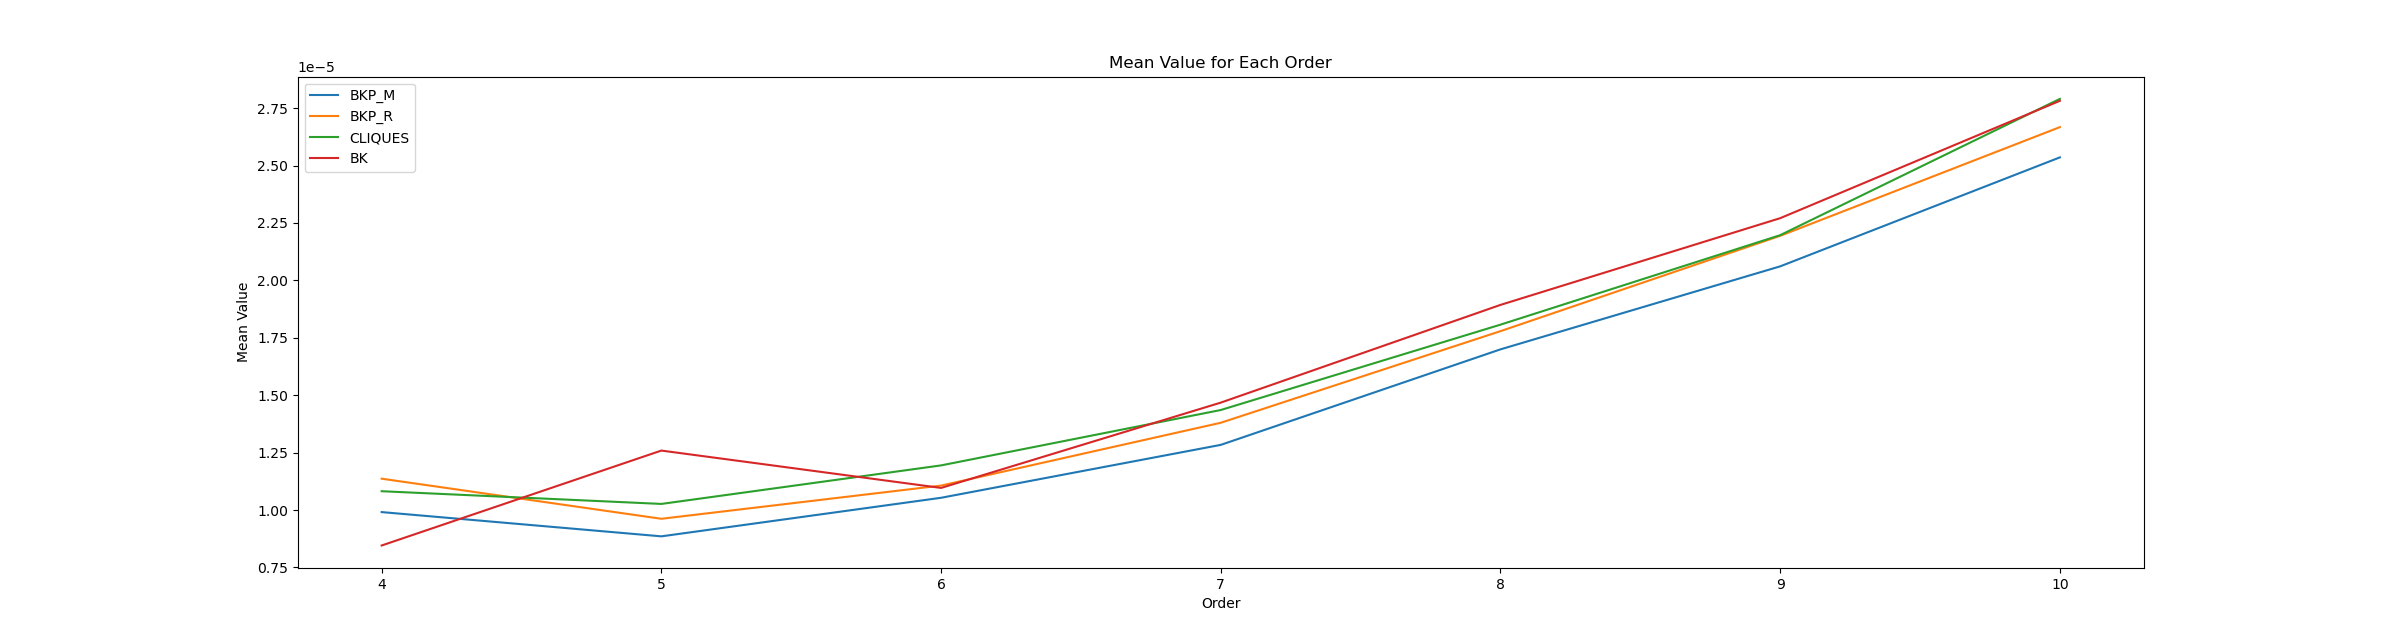 Mean Value for Each Order
1e−5
BKP_M
BKP_R
CLIQUES
BK
2.75
2.50
2.25
2.00
1.75
1.50
1.25
1.00
0.75
Mean Value
4 5 6 7 8 9 10
Order